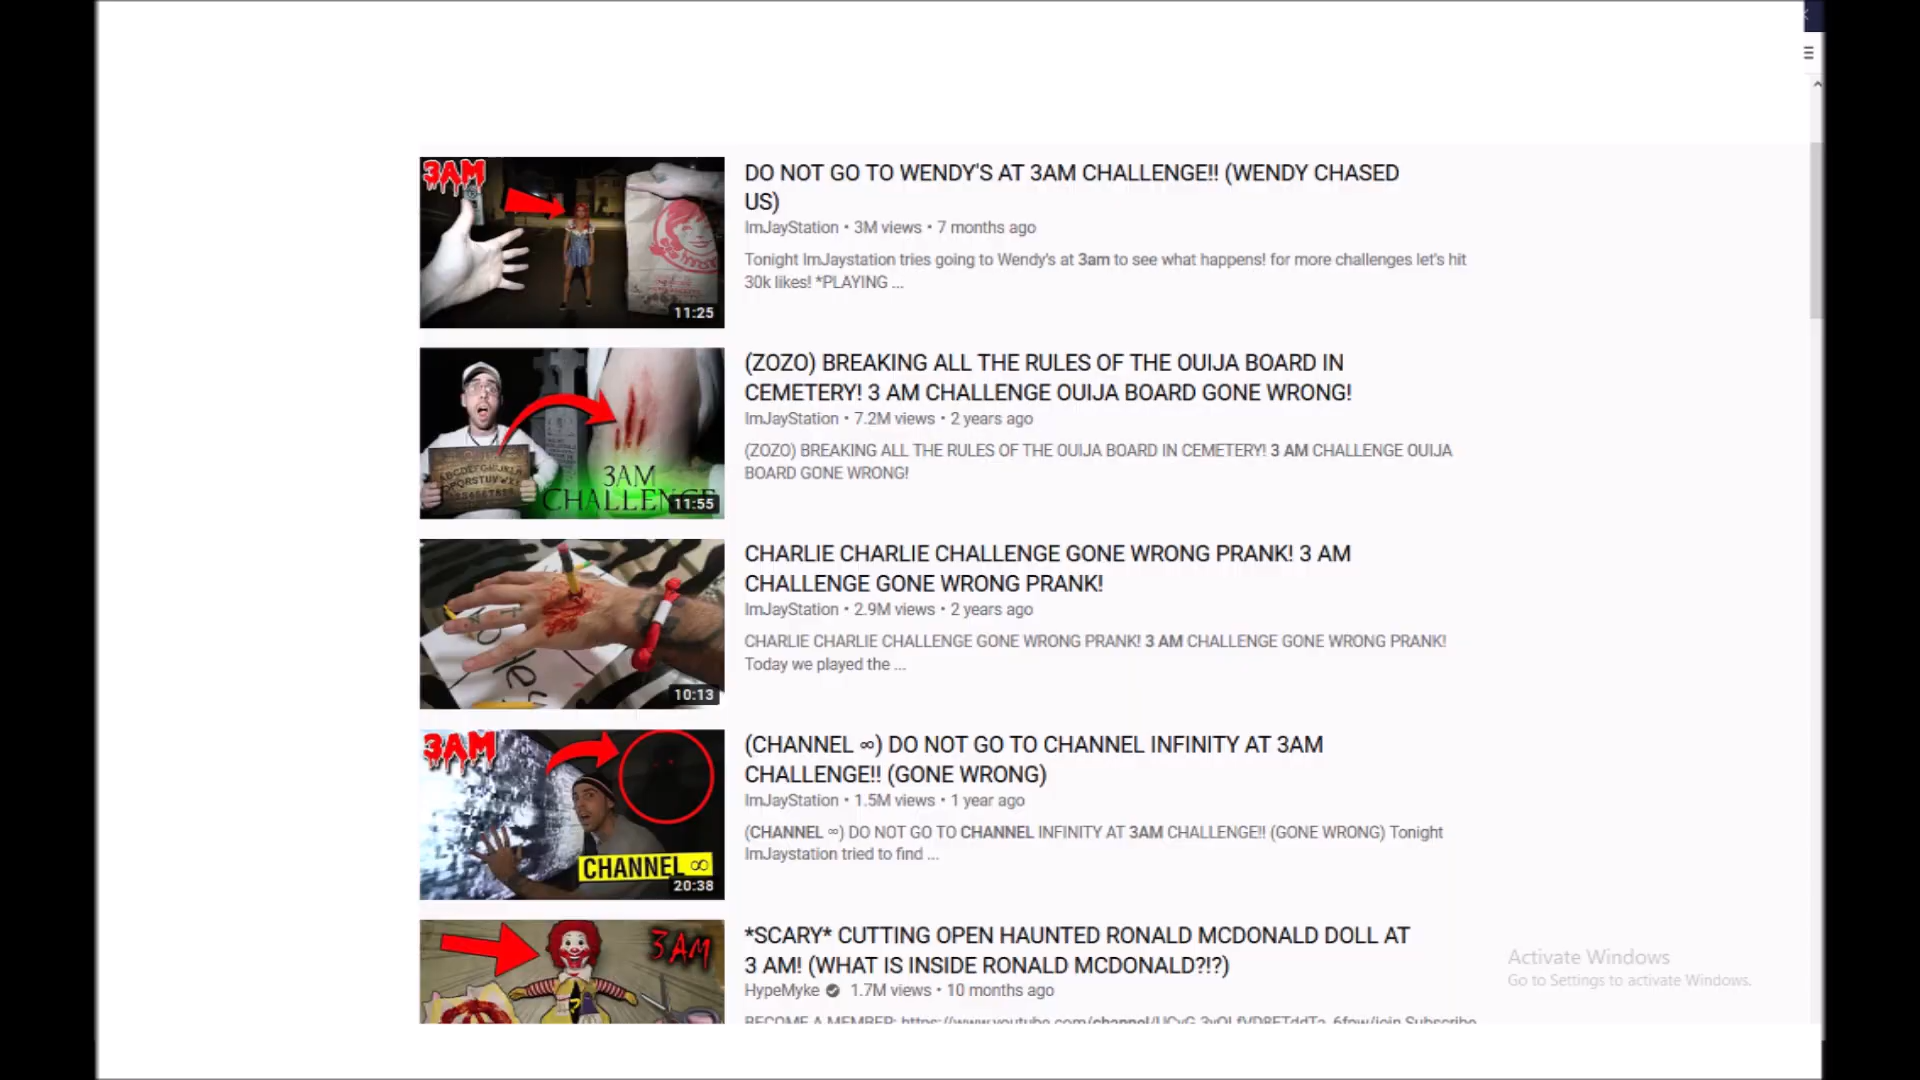 3AM
11:25
DO NOT GO TO WENDY'S AT 3AM CHALLENGE!! (WENDY CHASED
US)
ImJayStation • 3M views • 7 months ago
Tonight ImJaystation tries going to Wendy's at 3am to see what happens! for more challenges let's hit
30k likes! *PLAYING ...
3AM
CHALLENGE
11:55
(ZOZO) BREAKING ALL THE RULES OF THE OUIJA BOARD IN
CEMETERY! 3 AM CHALLENGE OUIJA BOARD GONE WRONG!
ImJayStation • 7.2M views • 2 years ago
(ZOZO) BREAKING ALL THE RULES OF THE OUIJA BOARD IN CEMETERY! 3 AM CHALLENGE OUIJA
BOARD GONE WRONG!
10:13
CHARLIE CHARLIE CHALLENGE GONE WRONG PRANK! 3 AM
CHALLENGE GONE WRONG PRANK!
ImJayStation • 2.9M views • 2 years ago
CHARLIE CHARLIE CHALLENGE GONE WRONG PRANK! 3 AM CHALLENGE GONE WRONG PRANK!
Today we played the ...
3AM
CHANNEL ∞
20:38
(CHANNEL ∞) DO NOT GO TO CHANNEL INFINITY AT 3AM
CHALLENGE!! (GONE WRONG)
ImJayStation • 1.5M views • 1 year ago
(CHANNEL ∞) DO NOT GO TO CHANNEL INFINITY AT 3AM CHALLENGE!! (GONE WRONG) Tonight
ImJaystation tried to find ...
3AM
*SCARY* CUTTING OPEN HAUNTED RONALD MCDONALD DOLL AT
3 AM! (WHAT IS INSIDE RONALD MCDONALD?!?)
HypeMyke 1.7M views • 10 months ago
BECOME A MEMBER: Subscribe
Activate Windows
Go to Settings to activate Windows.